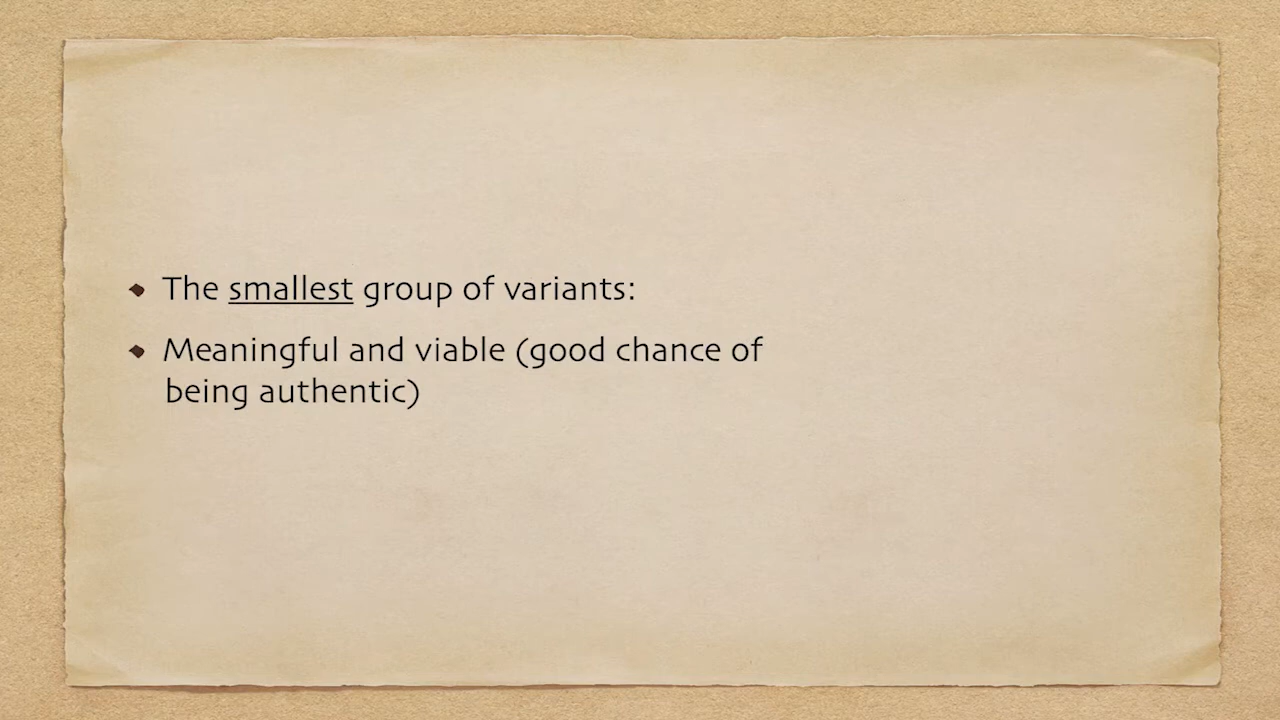 The smallest group of variants:
Meaningful and viable (good chance of
being authentic)